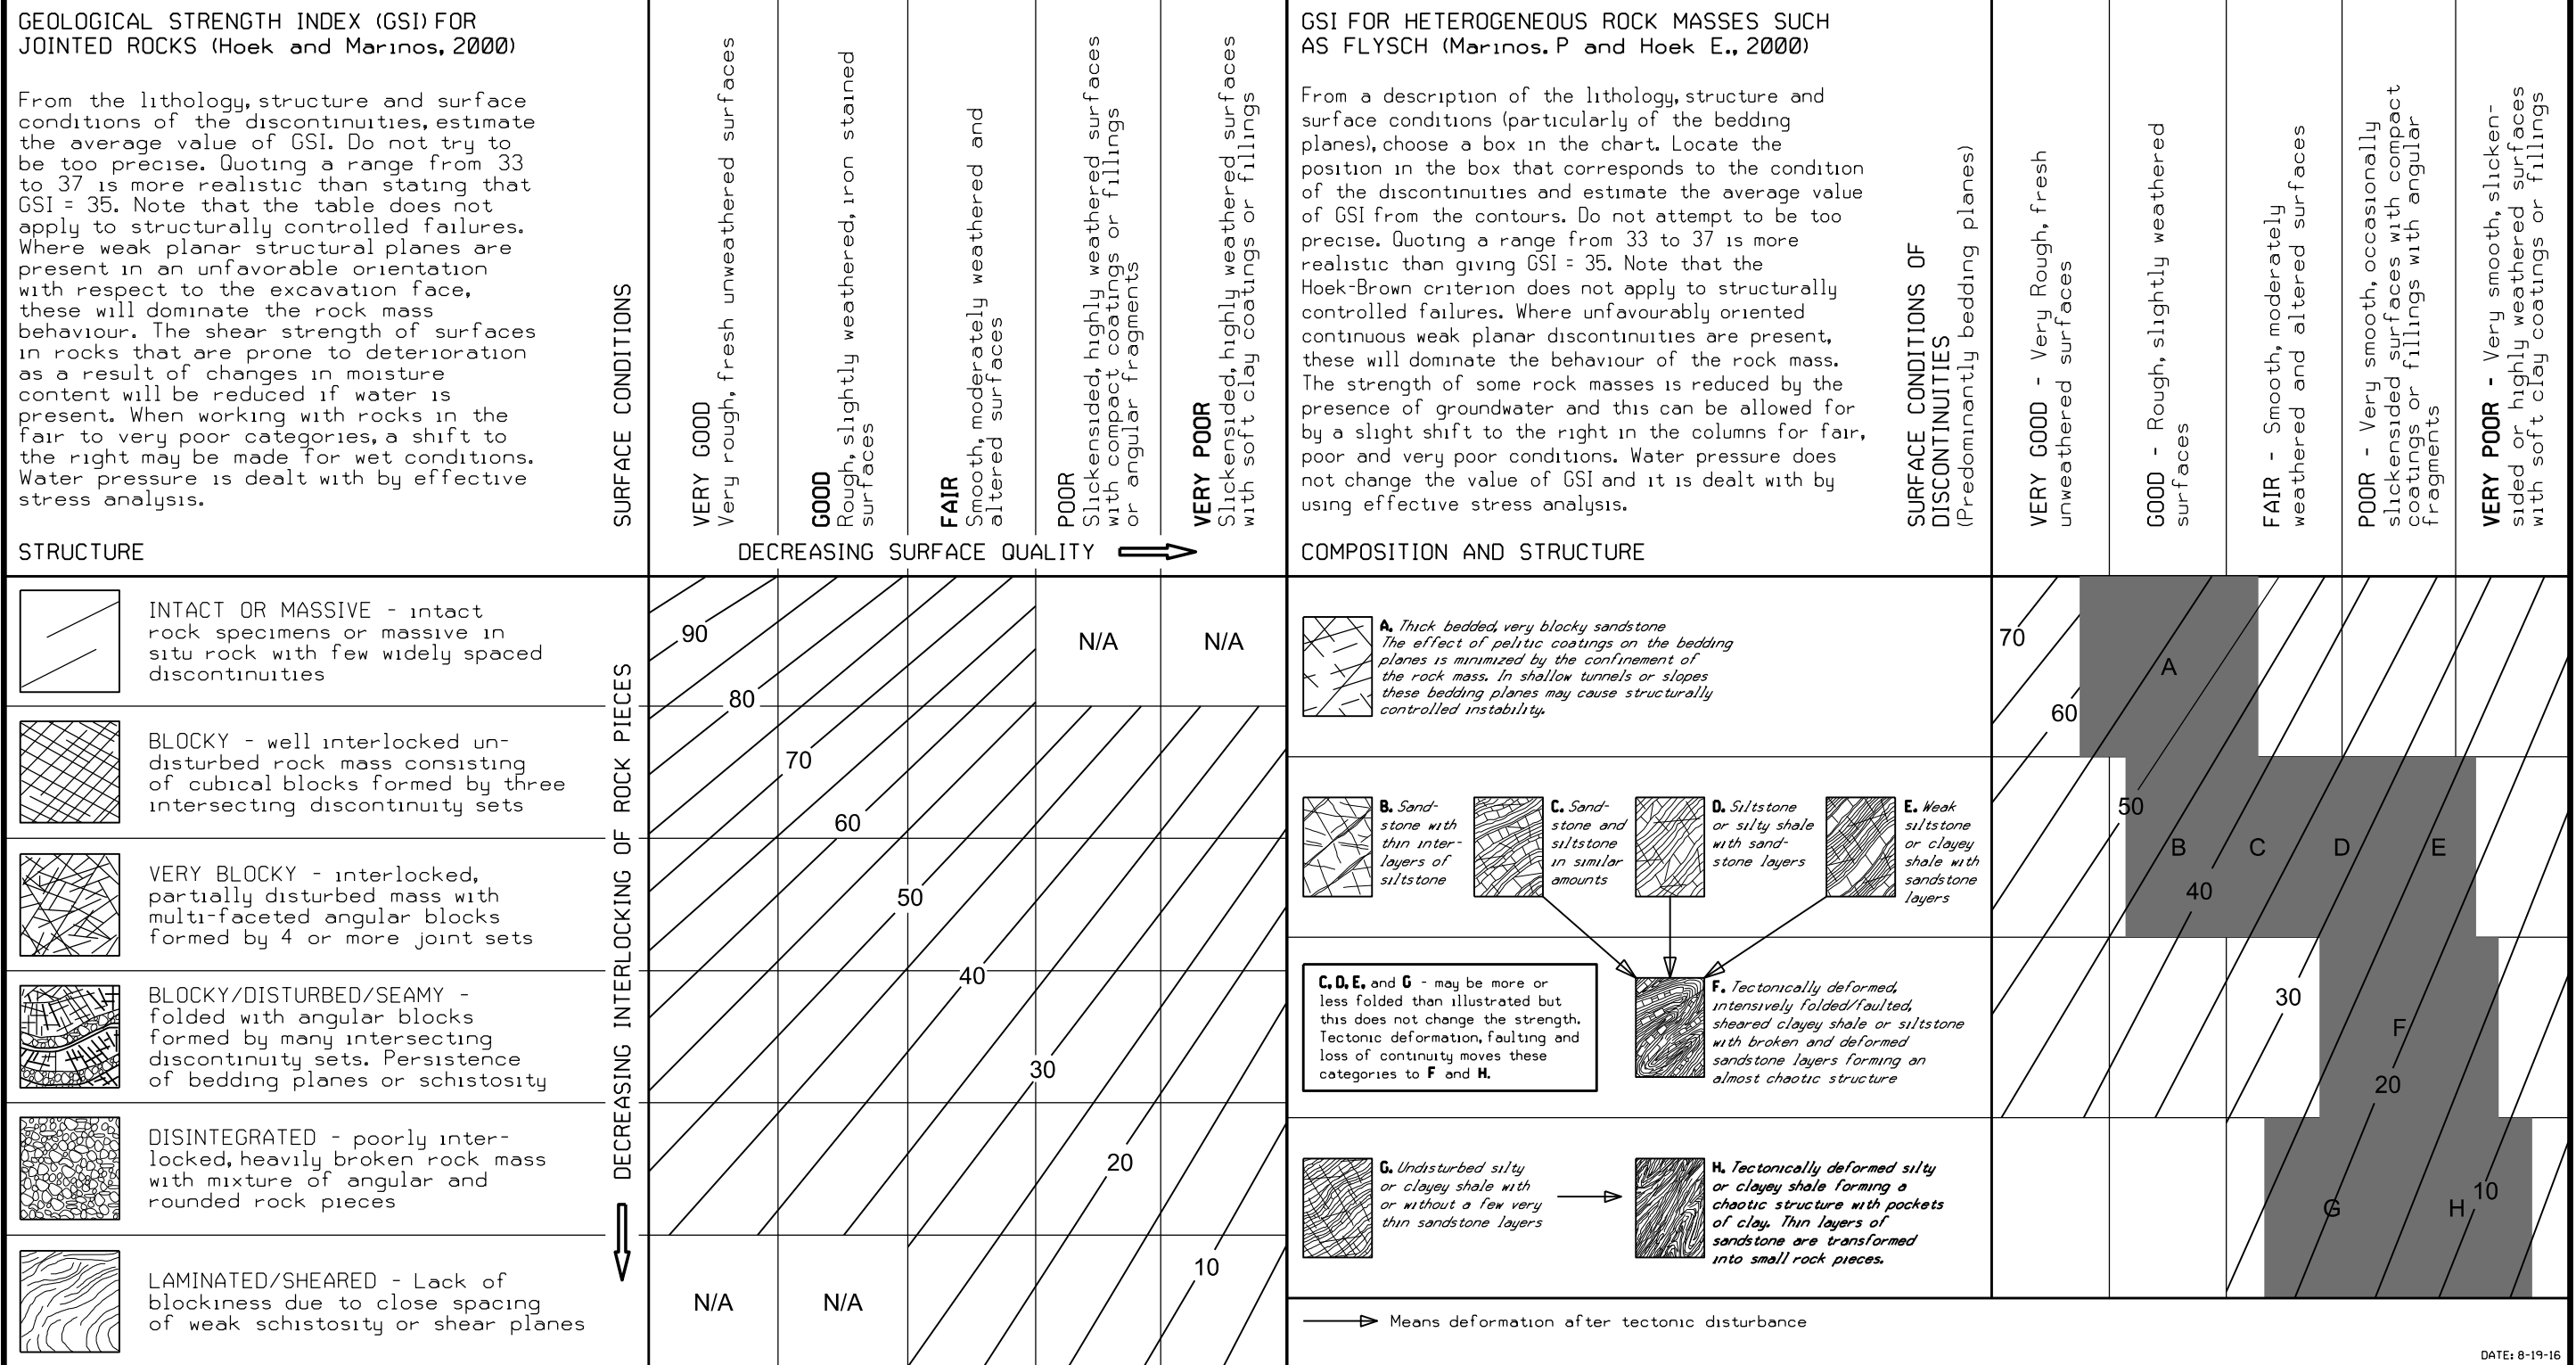 GEOLOGICAL STRENGTH INDEX (GSI) FOR
JOINTED ROCKS (Hoek and Marinos, 2000)
From the lithology, structure and surface
conditions of the discontinuities, estimate
the average value of GSI. Do not try to
be too precise. Quoting a range from 33
to 37 is more realistic than stating that
GSI = 35. Note that the table does not
apply to structurally controlled failures.
Where weak planar structural planes are
present in an unfavorable orientation
with respect to the excavation face,
these will dominate the rock mass
behaviour. The shear strength of surfaces
in rocks that are prone to deterioration
as a result of changes in moisture
content will be reduced if water is
present. When working with rocks in the
fair to very poor categories, a shift to
the right may be made for wet conditions.
Water pressure is dealt with by effective
stress analysis.
STRUCTURE
SURFACE CONDITIONS
VERY GOOD
Very rough, fresh unweathered surfaces
GOOD
Rough, slightly weathered, iron stained
surfaces
FAIR
Smooth, moderately weathered and
altered surfaces
POOR
Slickensided, highly weathered surfaces
with compact coatings or fillings
or angular fragments
VERY POOR
Slickensided, highly weathered surfaces
with soft clay coatings or fillings
DECREASING SURFACE QUALITY
DECREASING INTERLOCKING OF ROCK PIECES
INTACT OR MASSIVE - intact
rock specimens or massive in
situ rock with few widely spaced
discontinuities
BLOCKY - well interlocked un-
disturbed rock mass consisting
of cubical blocks formed by three
intersecting discontinuity sets
VERY BLOCKY - interlocked,
partially disturbed mass with
multi-faceted angular blocks
formed by 4 or more joint sets
BLOCKY/DISTURBED/SEAMY -
folded with angular blocks
formed by many intersecting
discontinuity sets. Persistence
of bedding planes or schistosity
DISINTEGRATED - poorly inter-
locked, heavily broken rock mass
with mixture of angular and
rounded rock pieces
LAMINATED/SHEARED - Lack of
blockiness due to close spacing
of weak schistosity or shear planes
90
N/A
N/A
80
70
60
50
40
30
20
10
N/A
N/A
GSI FOR HETEROGENEOUS ROCK MASSES SUCH
AS FLYSCH (Marinos. P and Hoek E., 2000)
From a description of the lithology, structure and
surface conditions (particularly of the bedding
planes), choose a box in the chart. Locate the
position in the box that corresponds to the condition
of the discontinuities and estimate the average value
of GSI from the contours. Do not attempt to be too
precise. Quoting a range from 33 to 37 is more
realistic than giving GSI = 35. Note that the
Hoek-Brown criterion does not apply to structurally
controlled failures. Where unfavourably oriented
continuous weak planar discontinuities are present,
these will dominate the behaviour of the rock mass.
The strength of some rock masses is reduced by the
presence of groundwater and this can be allowed for
by a slight shift to the right in the columns for fair,
poor and very poor conditions. Water pressure does
not change the value of GSI and it is dealt with by
using effective stress analysis.
COMPOSITION AND STRUCTURE
SURFACE CONDITIONS OF
DISCONTINUITIES
(Predominantly bedding planes)
VERY GOOD - Very Rough, fresh
unweathered surfaces
GOOD - Rough, slightly weathered
surfaces
FAIR - Smooth, moderately
weathered and altered surfaces
POOR - Very smooth, occasionally
slickensided surfaces with compact
coatings or fillings with angular
fragments
VERY POOR - Very smooth, slicken-
sided or highly weathered surfaces
with soft clay coatings or fillings
A. Thick bedded, very blocky sandstone
The effect of pelitic coatings on the bedding
planes is minimized by the confinement of
the rock mass. In shallow tunnels or slopes
these bedding planes may cause structurally
controlled instability.
B. Sand-
stone with
thin inter-
layers of
siltstone
C. Sand-
stone and
siltstone
in similar
amounts
D. Siltstone
or silty shale
with sand-
stone layers
E. Weak
siltstone
or clayey
shale with
sandstone
layers
C, D, E, and G - may be more or
less folded than illustrated but
this does not change the strength.
Tectonic deformation, faulting and
loss of continuity moves these
categories to F and H.
F. Tectonically deformed,
intensively folded/faulted,
sheared clayey shale or siltstone
with broken and deformed
sandstone layers forming an
almost chaotic structure
G. Undisturbed silty
or clayey shale with
or without a few very
thin sandstone layers
H. Tectonically deformed silty
or clayey shale forming a
chaotic structure with pockets
of clay. Thin layers of
sandstone are transformed
into small rock pieces.
70
A
60
50
B
C
D
E
40
30
F
20
10
G
H
Means deformation after tectonic disturbance
DATE: 8-19-16